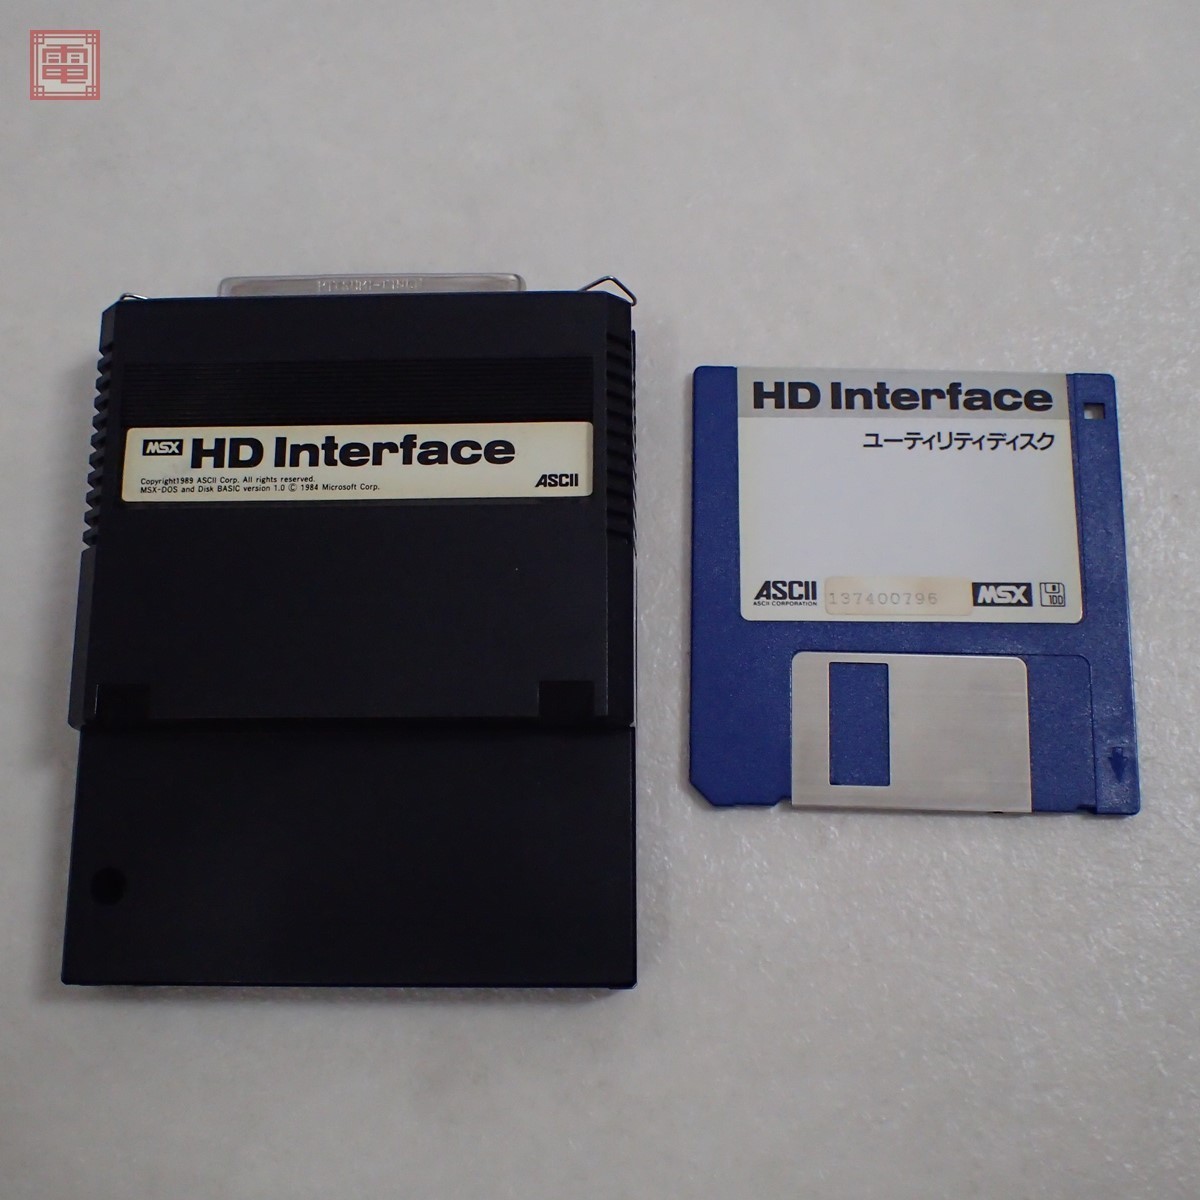 電
MSX HD Interface
Copyright1989 ASCII Corp. All rights reserved.
MSX-DOS and Disk BASIC version 1.0 © 1984 Microsoft Corp.
ASCII
HD Interface
ユーティリティディスク
ASCII
ASCII CORPORATION
137400796
MSX
1DD